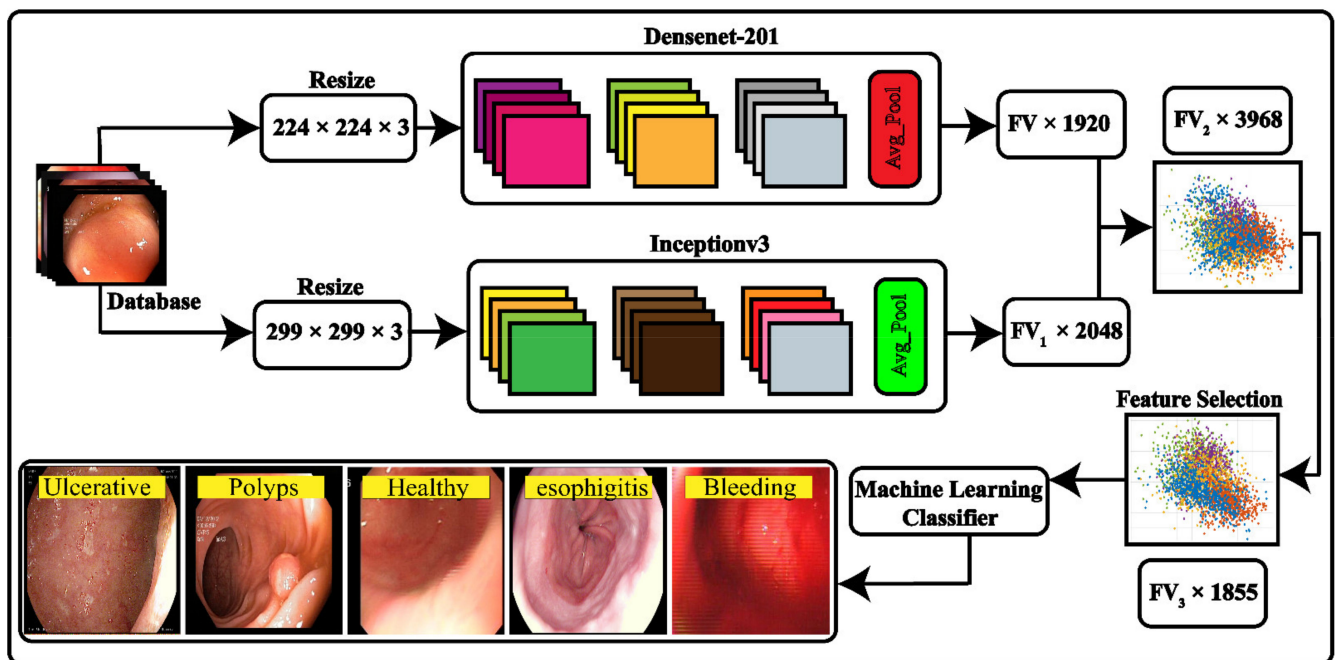 Densenet-201
Resize
224 × 224 × 3
Avg_Pool
FV × 1920
FV₂ × 3968
Database
Inceptionv3
Resize
299 × 299 × 3
Avg_Pool
FV₁ × 2048
Feature Selection
Machine Learning
Classifier
FV₃ × 1855
Ulcerative
Polyps
Healthy
esophigitis
Bleeding